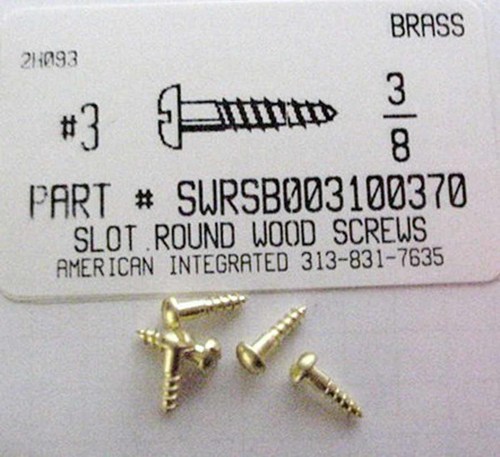 BRASS
2H093
#3
3/8
PART # SWRSB003100370
SLOT ROUND WOOD SCREWS
AMERICAN INTEGRATED 313-831-7635